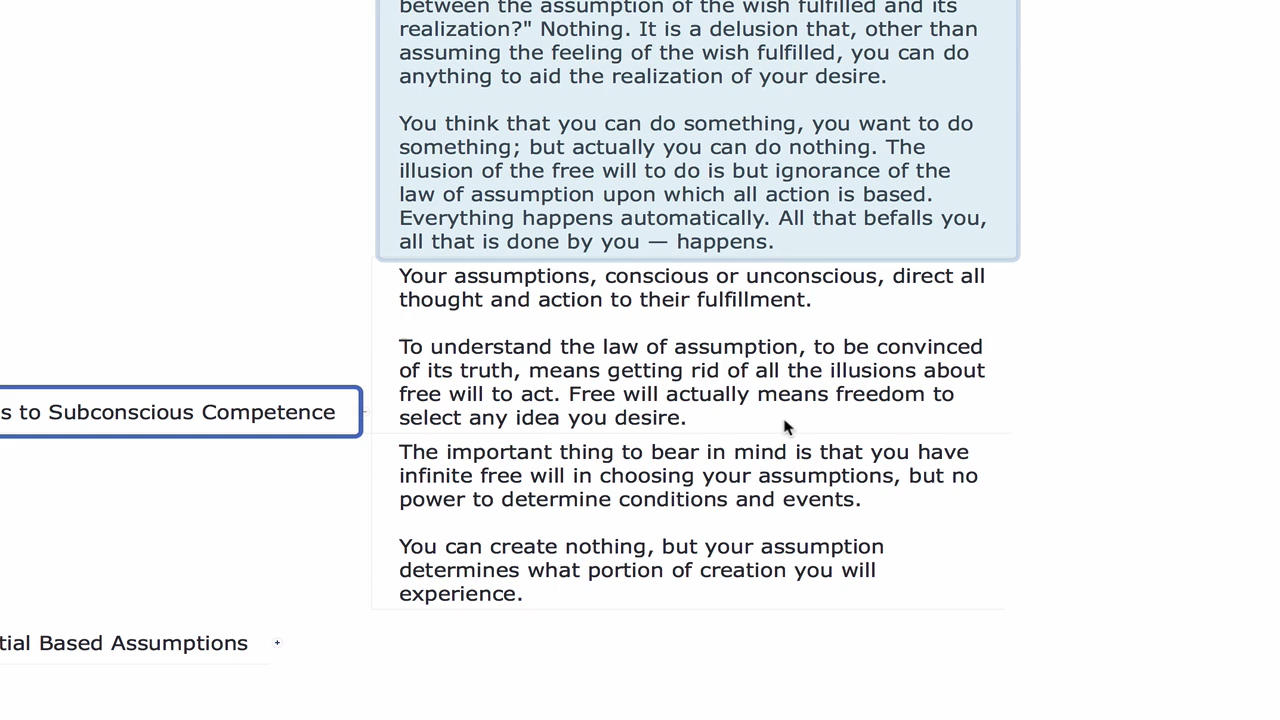 between the assumption of the wish fulfilled and its
realization?" Nothing. It is a delusion that, other than
assuming the feeling of the wish fulfilled, you can do
anything to aid the realization of your desire.
You think that you can do something, you want to do
something; but actually you can do nothing. The
illusion of the free will to do is but ignorance of the
law of assumption upon which all action is based.
Everything happens automatically. All that befalls you,
all that is done by you — happens.
Your assumptions, conscious or unconscious, direct all
thought and action to their fulfillment.
To understand the law of assumption, to be convinced
of its truth, means getting rid of all the illusions about
free will to act. Free will actually means freedom to
select any idea you desire.
s to Subconscious Competence
The important thing to bear in mind is that you have
infinite free will in choosing your assumptions, but no
power to determine conditions and events.
You can create nothing, but your assumption
determines what portion of creation you will
experience.
tial Based Assumptions